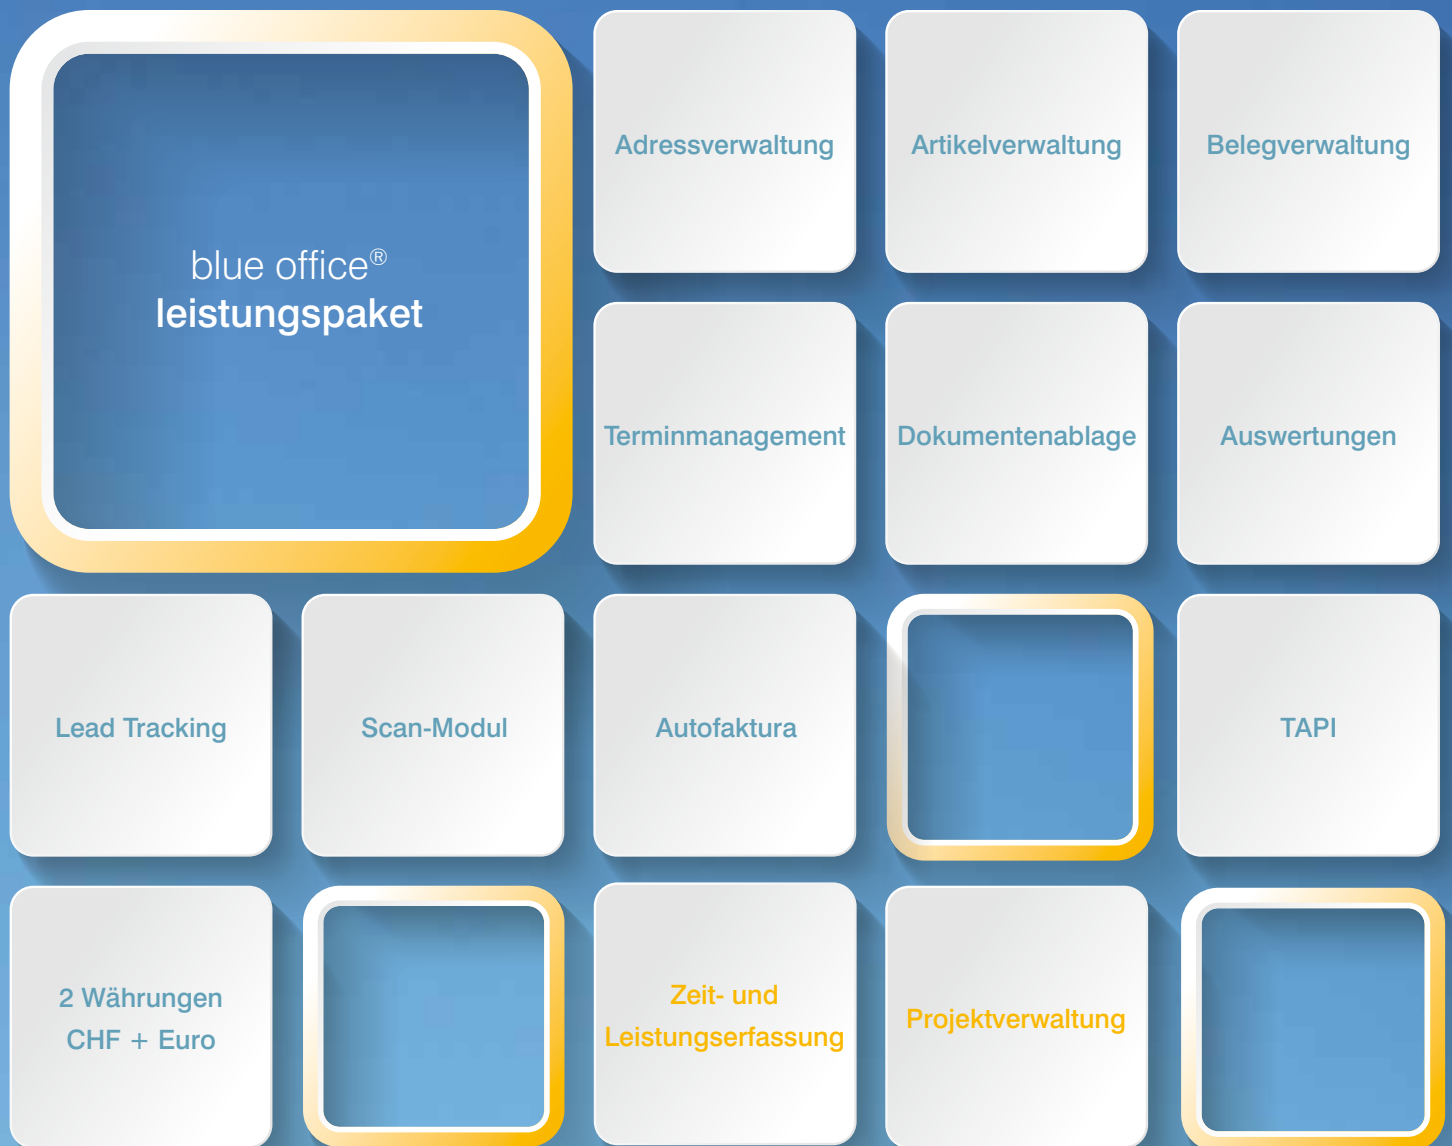 blue office®
leistungspaket
Adressverwaltung
Artikelverwaltung
Belegverwaltung
Terminmanagement
Dokumentenablage
Auswertungen
Lead Tracking
Scan-Modul
Autofaktura
TAPI
2 Währungen
CHF + Euro
Zeit- und
Leistungserfassung
Projektverwaltung